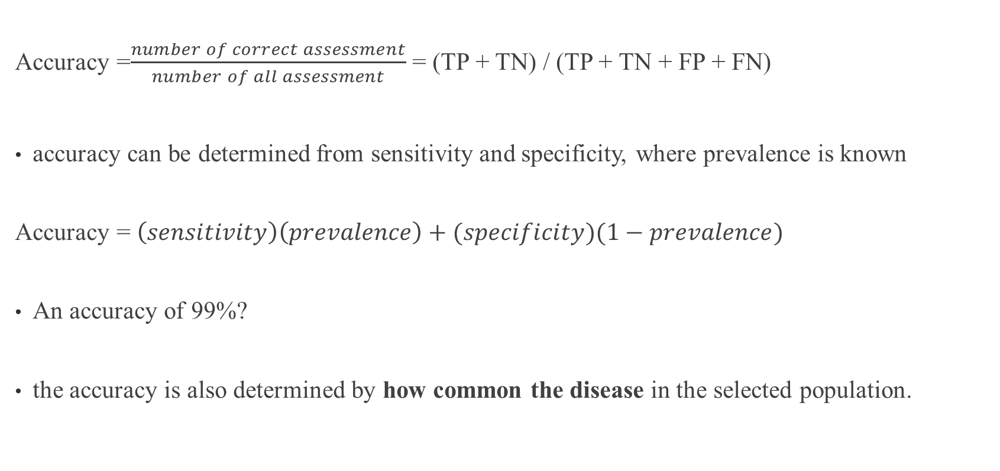 Accuracy = number of correct assessment / number of all assessment = (TP + TN) / (TP + TN + FP + FN)
• accuracy can be determined from sensitivity and specificity, where prevalence is known
Accuracy = (sensitivity)(prevalence) + (specificity)(1 − prevalence)
• An accuracy of 99%?
• the accuracy is also determined by how common the disease in the selected population.